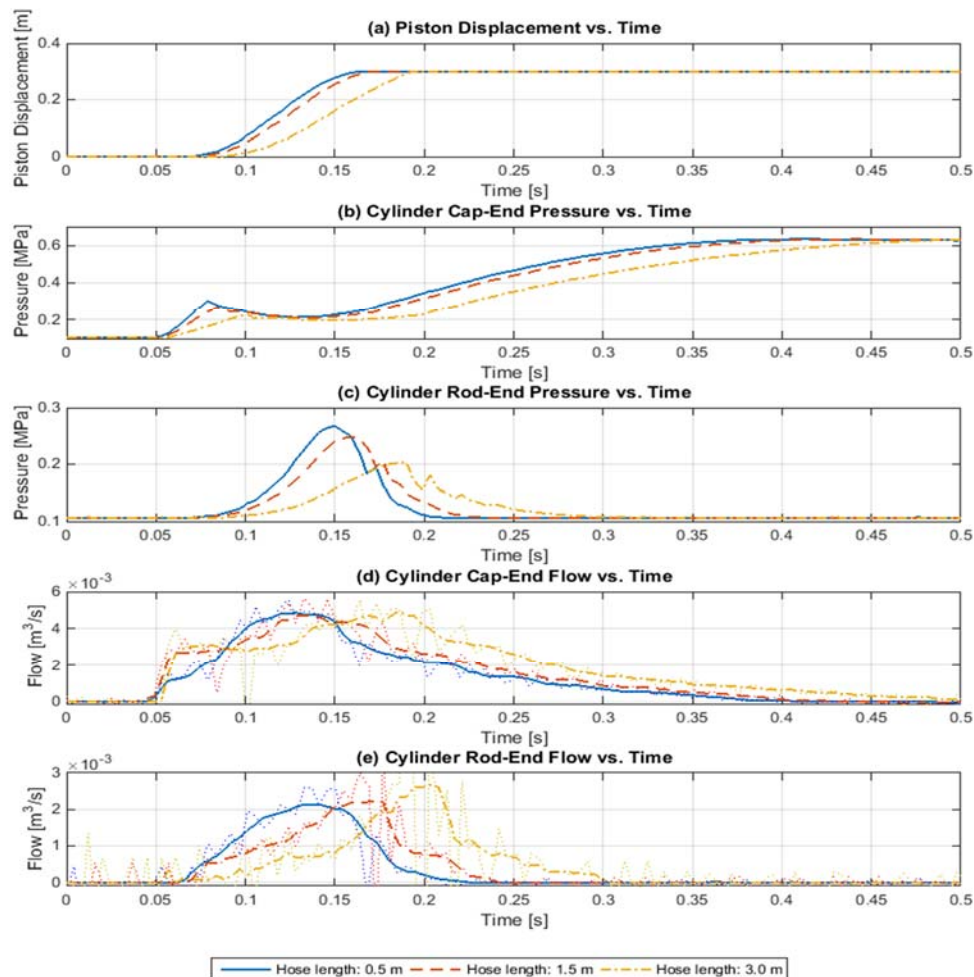 (a) Piston Displacement vs. Time
Piston Displacement [m]
0.4
0.2
0
0 0.05 0.1 0.15 0.2 0.25 0.3 0.35 0.4 0.45 0.5
Time [s]
(b) Cylinder Cap-End Pressure vs. Time
Pressure [MPa]
0.6
0.4
0.2
0 0.05 0.1 0.15 0.2 0.25 0.3 0.35 0.4 0.45 0.5
Time [s]
(c) Cylinder Rod-End Pressure vs. Time
Pressure [MPa]
0.3
0.2
0.1
0 0.05 0.1 0.15 0.2 0.25 0.3 0.35 0.4 0.45 0.5
Time [s]
(d) Cylinder Cap-End Flow vs. Time
× 10⁻³
Flow [m³/s]
6
4
2
0
0 0.05 0.1 0.15 0.2 0.25 0.3 0.35 0.4 0.45 0.5
Time [s]
(e) Cylinder Rod-End Flow vs. Time
× 10⁻³
Flow [m³/s]
3
2
1
0
0 0.05 0.1 0.15 0.2 0.25 0.3 0.35 0.4 0.45 0.5
Time [s]
Hose length: 0.5 m Hose length: 1.5 m Hose length: 3.0 m